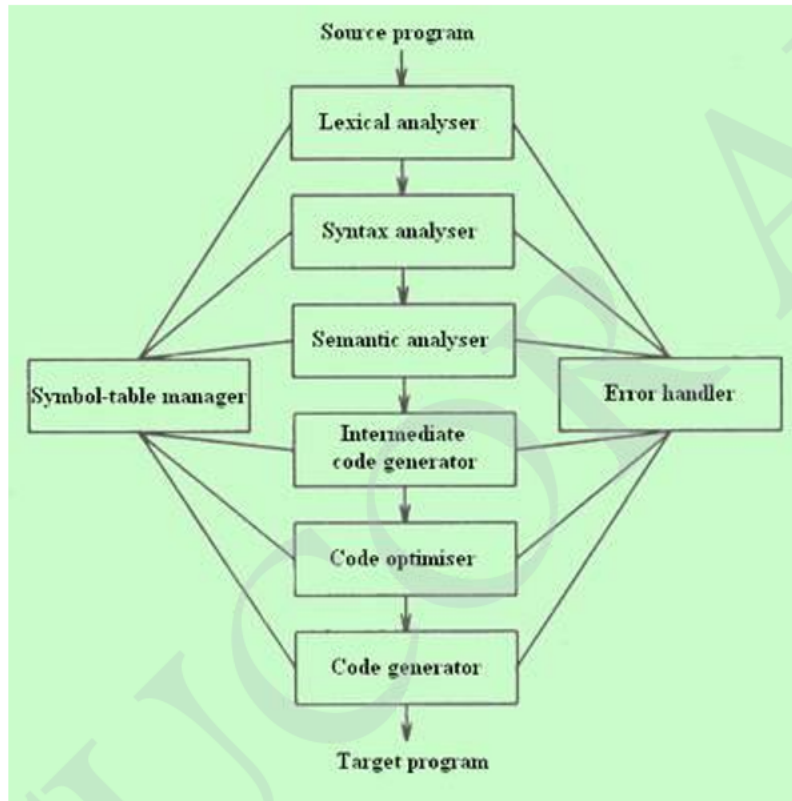 Source program
Lexical analyser
Syntax analyser
Semantic analyser
Symbol-table manager
Error handler
Intermediate
code generator
Code optimiser
Code generator
Target program